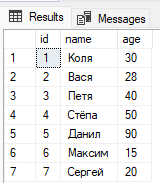 Results Messages
id name age
1 1 Коля 30
2 2 Вася 28
3 3 Петя 40
4 4 Стёпа 50
5 5 Данил 90
6 6 Максим 15
7 7 Сергей 20